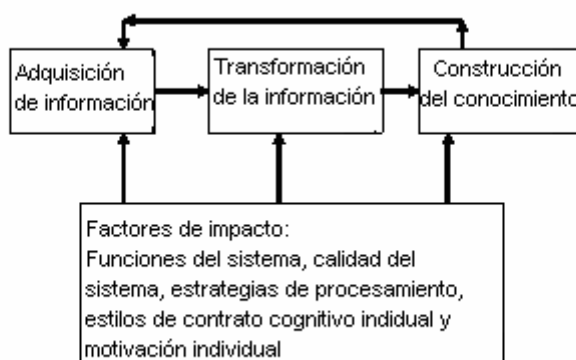 Adquisición
de información
Transformación
de la información
Construcción
del conocimiento
Factores de impacto:
Funciones del sistema, calidad del
sistema, estrategias de procesamiento,
estilos de contrato cognitivo indidual y
motivación individual